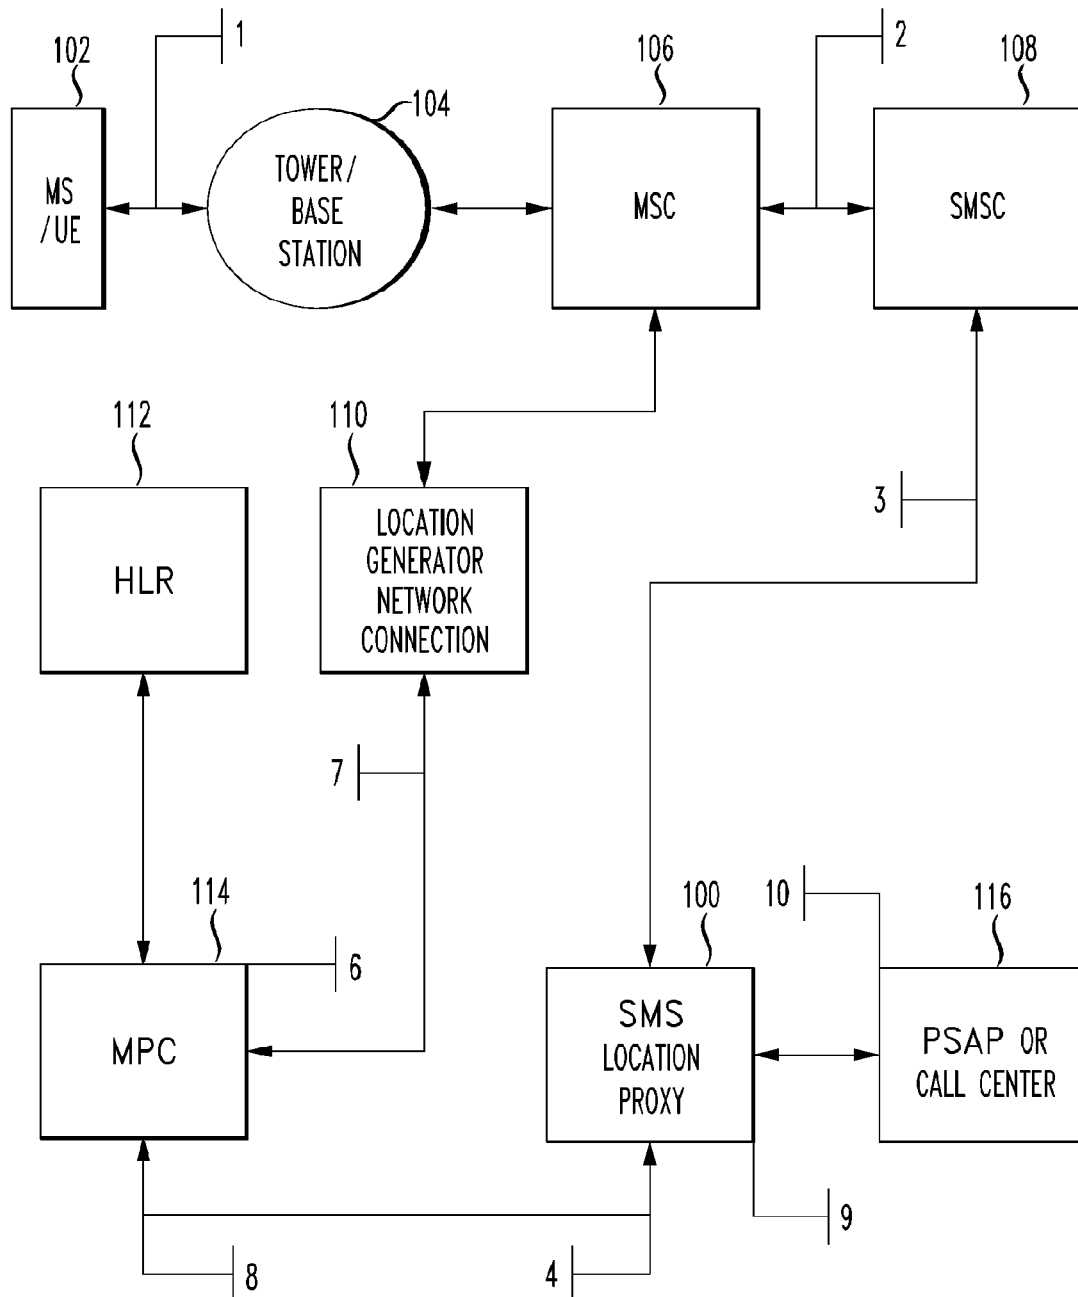 1
2
102
106
108
104
MS
/UE
TOWER/
BASE
STATION
MSC
SMSC
112
110
3
HLR
LOCATION
GENERATOR
NETWORK
CONNECTION
7
114
6
100
10
116
MPC
SMS
LOCATION
PROXY
PSAP OR
CALL CENTER
8
4
9